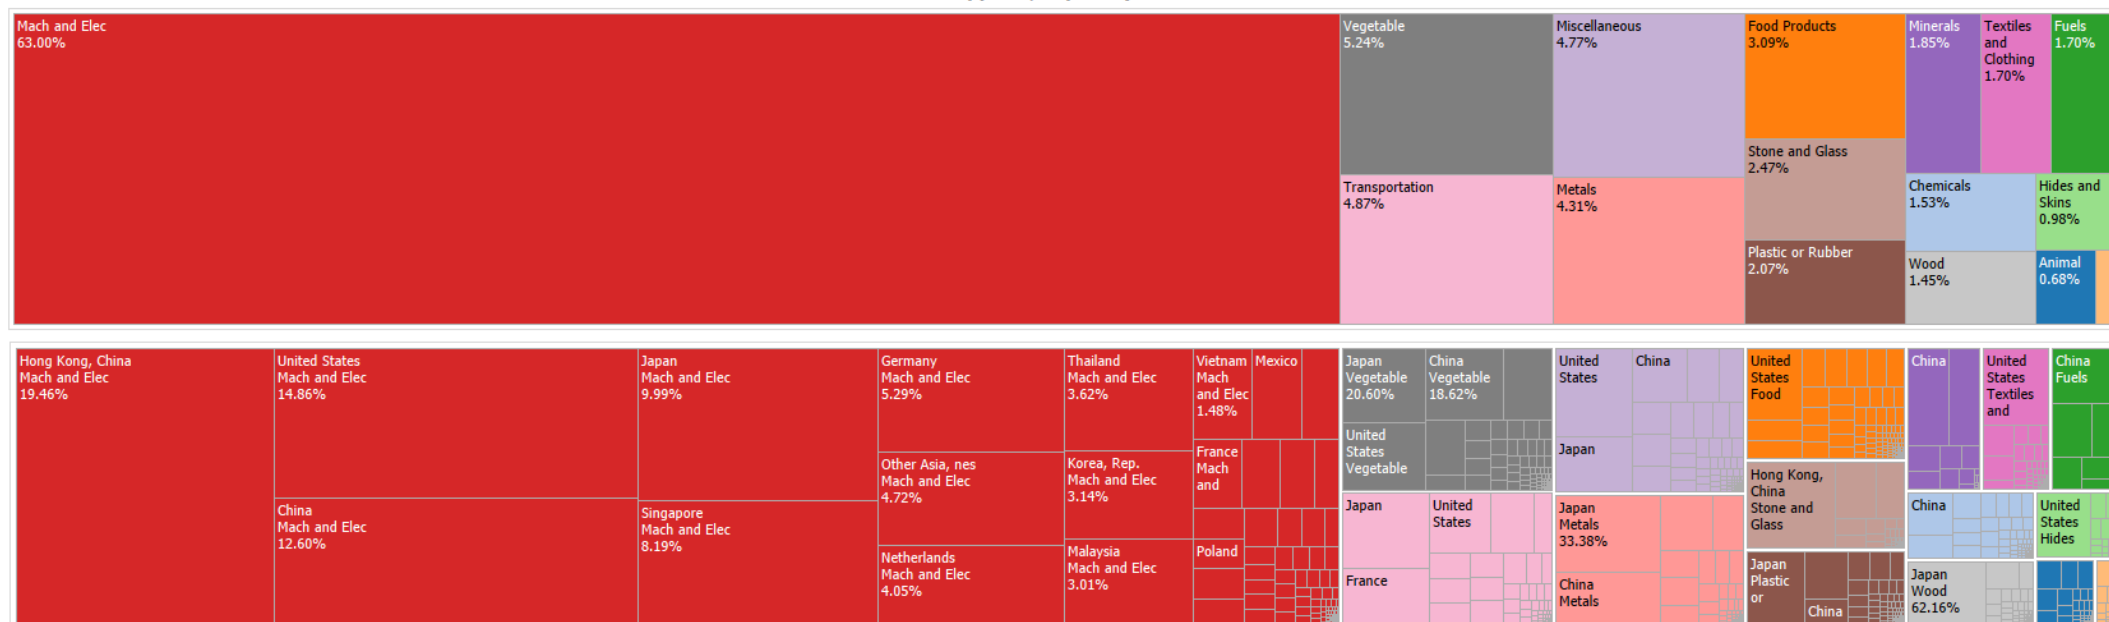 Mach and Elec
63.00%
Vegetable
5.24%
Transportation
4.87%
Miscellaneous
4.77%
Metals
4.31%
Food Products
3.09%
Stone and Glass
2.47%
Plastic or Rubber
2.07%
Minerals
1.85%
Textiles
and
Clothing
1.70%
Fuels
1.70%
Chemicals
1.53%
Hides and
Skins
0.98%
Wood
1.45%
Animal
0.68%
Hong Kong, China
Mach and Elec
19.46%
United States
Mach and Elec
14.86%
China
Mach and Elec
12.60%
Japan
Mach and Elec
9.99%
Singapore
Mach and Elec
8.19%
Germany
Mach and Elec
5.29%
Other Asia, nes
Mach and Elec
4.72%
Netherlands
Mach and Elec
4.05%
Thailand
Mach and Elec
3.62%
Korea, Rep.
Mach and Elec
3.14%
Malaysia
Mach and Elec
3.01%
Vietnam
Mach
and Elec
1.48%
Mexico
France
Mach
and
Poland
Japan
Vegetable
20.60%
China
Vegetable
18.62%
United
States
Vegetable
Japan
United
States
France
United
States
China
Japan
Japan
Metals
33.38%
China
Metals
United
States
Food
Hong Kong,
China
Stone and
Glass
Japan
Plastic
or
China
China
United
States
Textiles
and
China
Fuels
China
United
States
Hides
Japan
Wood
62.16%